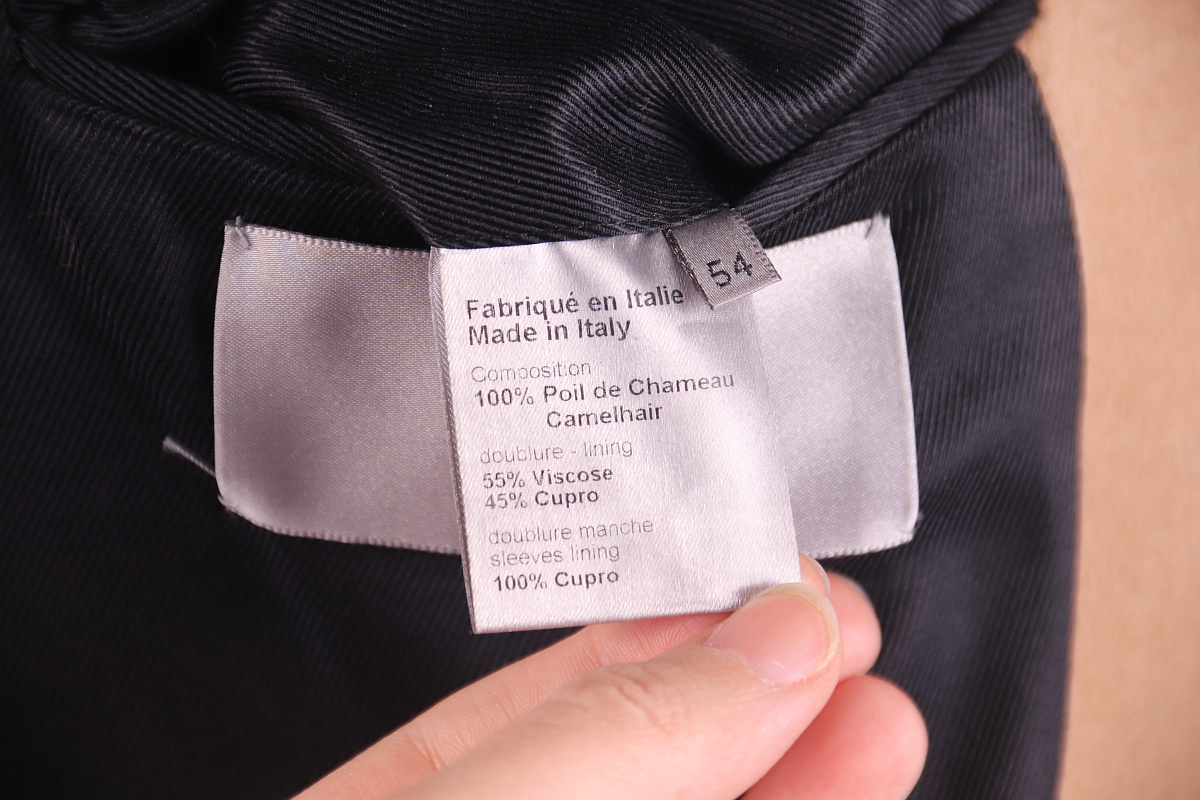 54
Fabriqué en Italie
Made in Italy
Composition
100% Poil de Chameau
Camelhair
doublure - lining
55% Viscose
45% Cupro
doublure manche
sleeves lining
100% Cupro